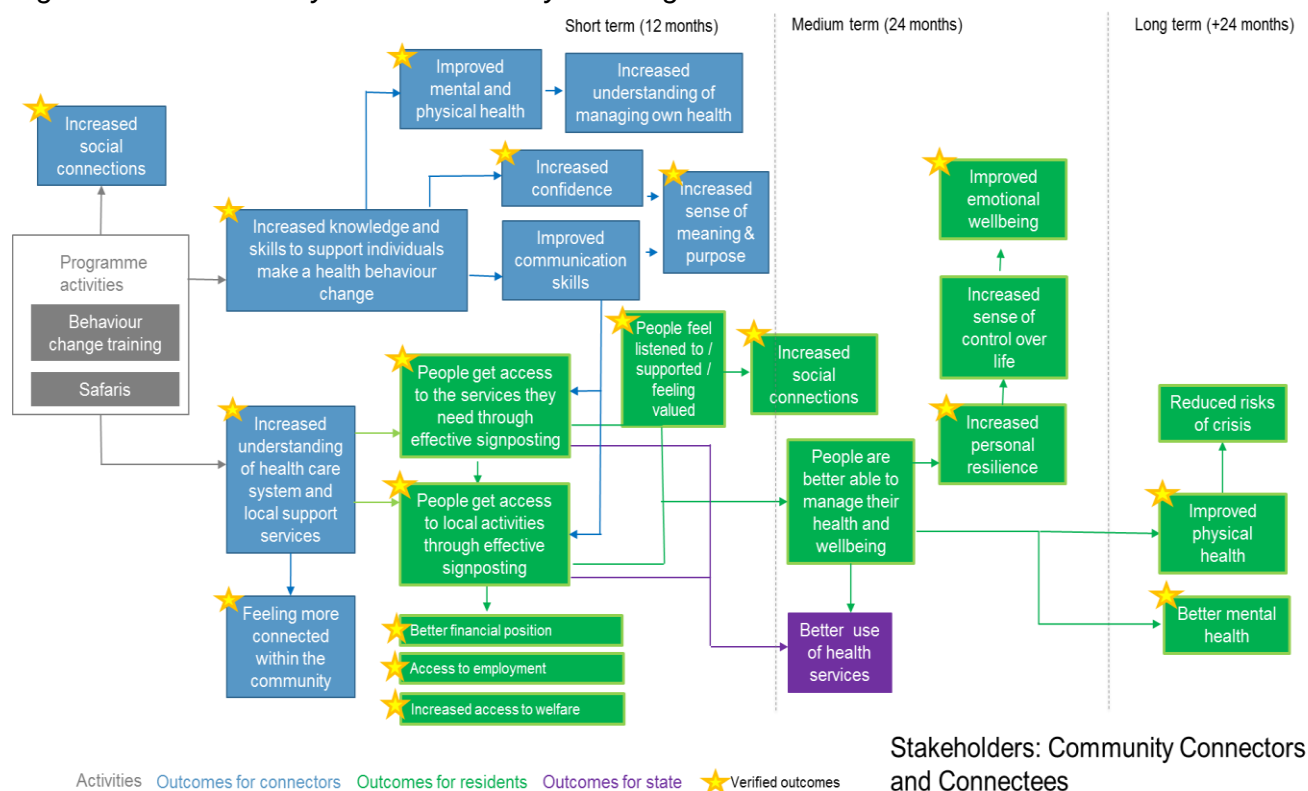 Short term (12 months)
Medium term (24 months)
Long term (+24 months)
Increased
social
connections
Improved
mental and
physical health
Increased
understanding of
managing own health
Programme
activities
Behaviour
change training
Safaris
Increased knowledge and
skills to support individuals
make a health behaviour
change
Increased
confidence
Improved
communication
skills
Increased
sense of
meaning &
purpose
Increased
understanding
of health care
system and
local support
services
Feeling more
connected
within the
community
People get access
to the services they
need through
effective signposting
People get access
to local activities
through effective
signposting
Better financial position
Access to employment
Increased access to welfare
People feel
listened to /
supported /
feeling
valued
Increased
social
connections
People are
better able to
manage their
health and
wellbeing
Better use
of health
services
Improved
emotional
wellbeing
Increased
sense of
control over
life
Increased
personal
resilience
Reduced risks
of crisis
Improved
physical
health
Better mental
health
Stakeholders: Community Connectors
and Connectees
Activities Outcomes for connectors Outcomes for residents Outcomes for state Verified outcomes